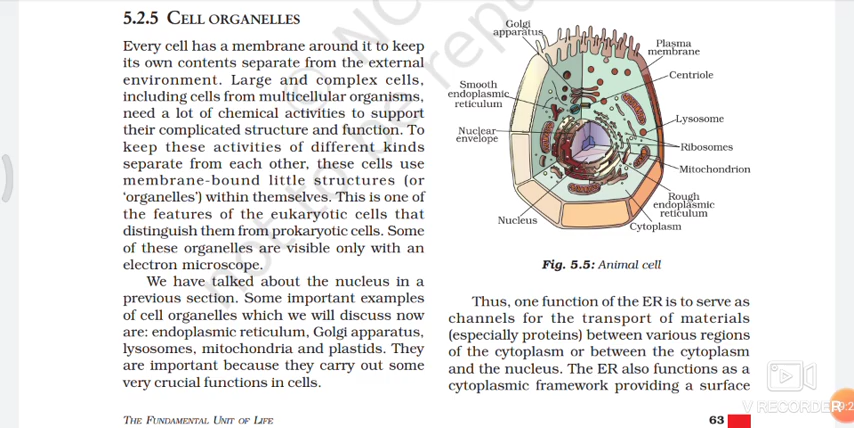 5.2.5 CELL ORGANELLES
Every cell has a membrane around it to keep
its own contents separate from the external
environment. Large and complex cells,
including cells from multicellular organisms,
need a lot of chemical activities to support
their complicated structure and function. To
keep these activities of different kinds
separate from each other, these cells use
membrane-bound little structures (or
‘organelles’) within themselves. This is one of
the features of the eukaryotic cells that
distinguish them from prokaryotic cells. Some
of these organelles are visible only with an
electron microscope.
We have talked about the nucleus in a
previous section. Some important examples
of cell organelles which we will discuss now
are: endoplasmic reticulum, Golgi apparatus,
lysosomes, mitochondria and plastids. They
are important because they carry out some
very crucial functions in cells.
Golgi
apparatus
Plasma
membrane
Centriole
Smooth
endoplasmic
reticulum
Lysosome
Nuclear
envelope
Ribosomes
Mitochondrion
Rough
endoplasmic
reticulum
Nucleus
Cytoplasm
Fig. 5.5: Animal cell
Thus, one function of the ER is to serve as
channels for the transport of materials
(especially proteins) between various regions
of the cytoplasm or between the cytoplasm
and the nucleus. The ER also functions as a
cytoplasmic framework providing a surface
THE FUNDAMENTAL UNIT OF LIFE
63
V RECORDER
not to be